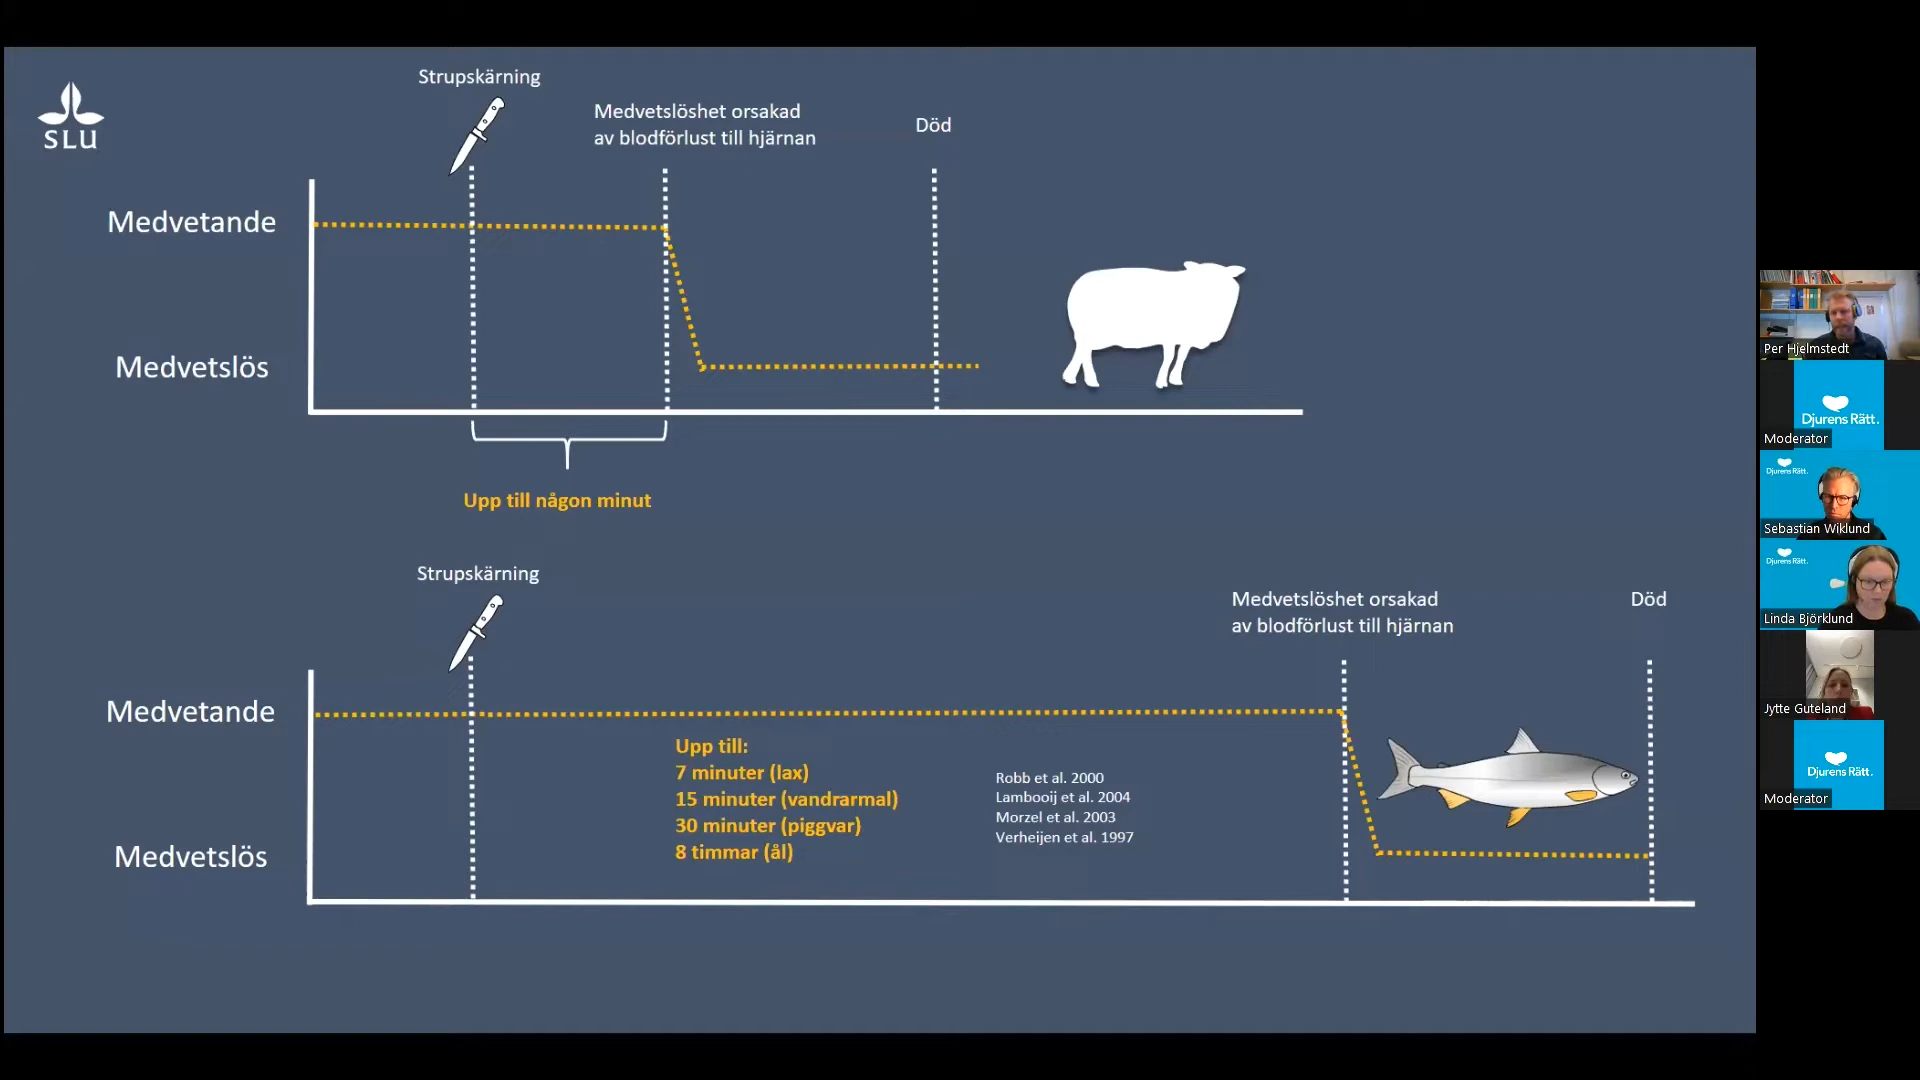 SLU
Strupskärning
Medvetslöshet orsakad
av blodförlust till hjärnan
Död
Medvetande
Medvetslös
Upp till någon minut
Strupskärning
Medvetslöshet orsakad
av blodförlust till hjärnan
Död
Medvetande
Upp till:
7 minuter (lax)
15 minuter (vandrarmal)
30 minuter (piggvar)
8 timmar (ål)
Robb et al. 2000
Lambooij et al. 2004
Morzel et al. 2003
Verheijen et al. 1997
Medvetslös
Per Hjelmstedt
Djurens Rätt.
Moderator
Djurens Rätt.
Sebastian Wiklund
Djurens Rätt.
Linda Björklund
Jytte Guteland
Djurens Rätt.
Moderator